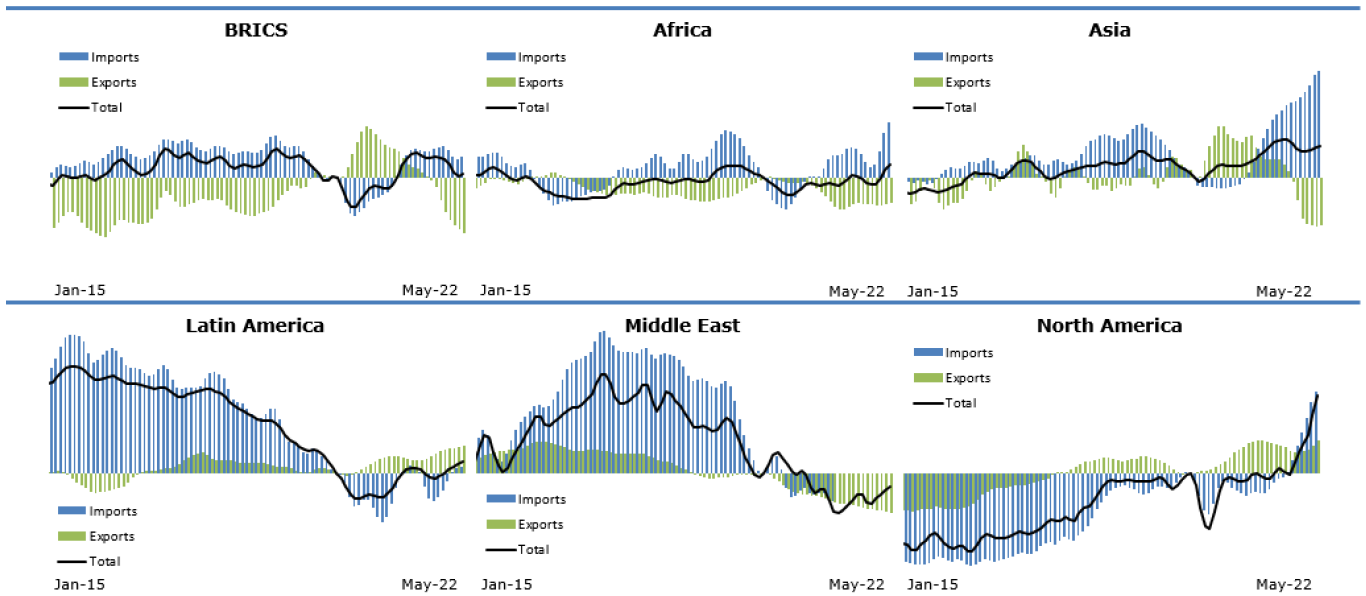 BRICS
Imports
Exports
Total
Jan-15
May-22
Africa
Imports
Exports
Total
Jan-15
May-22
Asia
Imports
Exports
Total
Jan-15
May-22
Latin America
Imports
Exports
Total
Jan-15
May-22
Middle East
Imports
Exports
Total
Jan-15
May-22
North America
Imports
Exports
Total
Jan-15
May-22